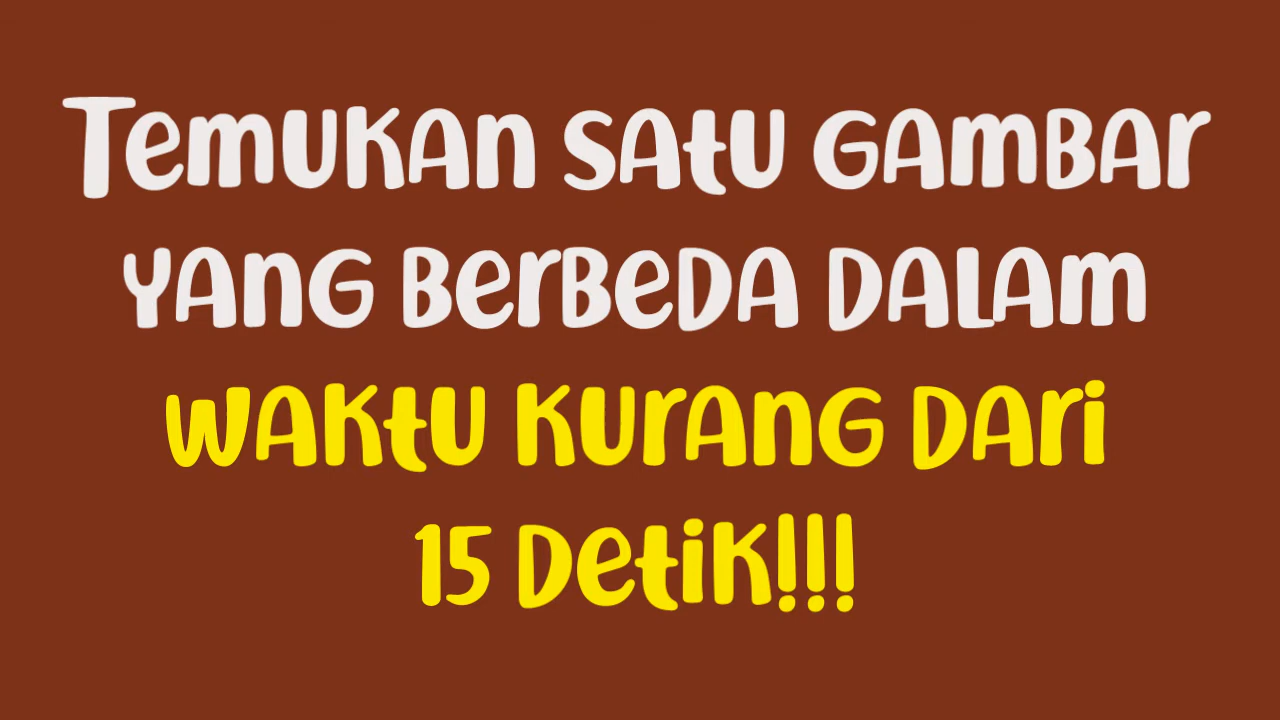 Temukan satu gambar
yang berbeda dalam
waktu kurang dari
15 detik!!!